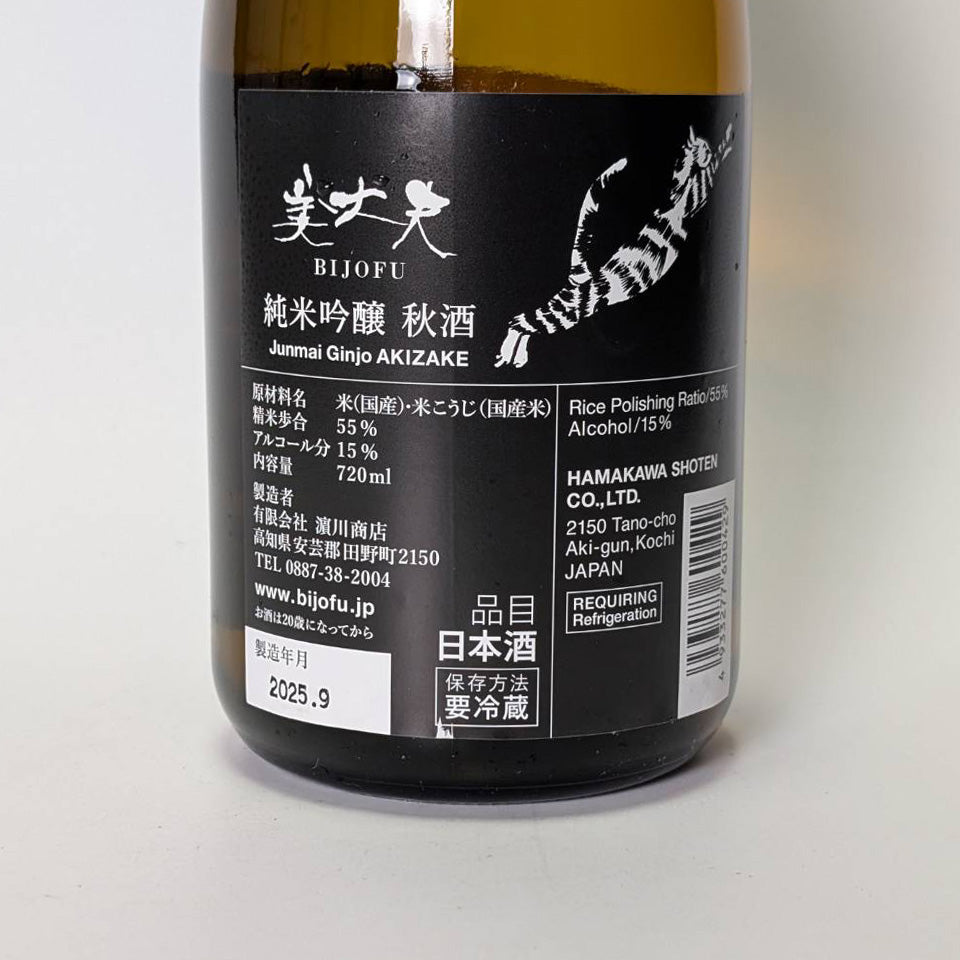 美丈夫
BIJOFU
純米吟醸 秋酒
Junmai Ginjo AKIZAKE
原材料名 米(国産)・米こうじ(国産米)
精米歩合 55%
アルコール分 15%
内容量 720ml
製造者
有限会社 濵川商店
高知県安芸郡田野町2150
TEL 0887-38-2004
www.bijofu.jp
お酒は20歳になってから
製造年月
2025.9
品目
日本酒
保存方法
要冷蔵
Rice Polishing Ratio/55%
Alcohol/15%
HAMAKAWA SHOTEN
CO.,LTD.
2150 Tano-cho
Aki-gun,Kochi
JAPAN
REQUIRING
Refrigeration
4 933277 600629